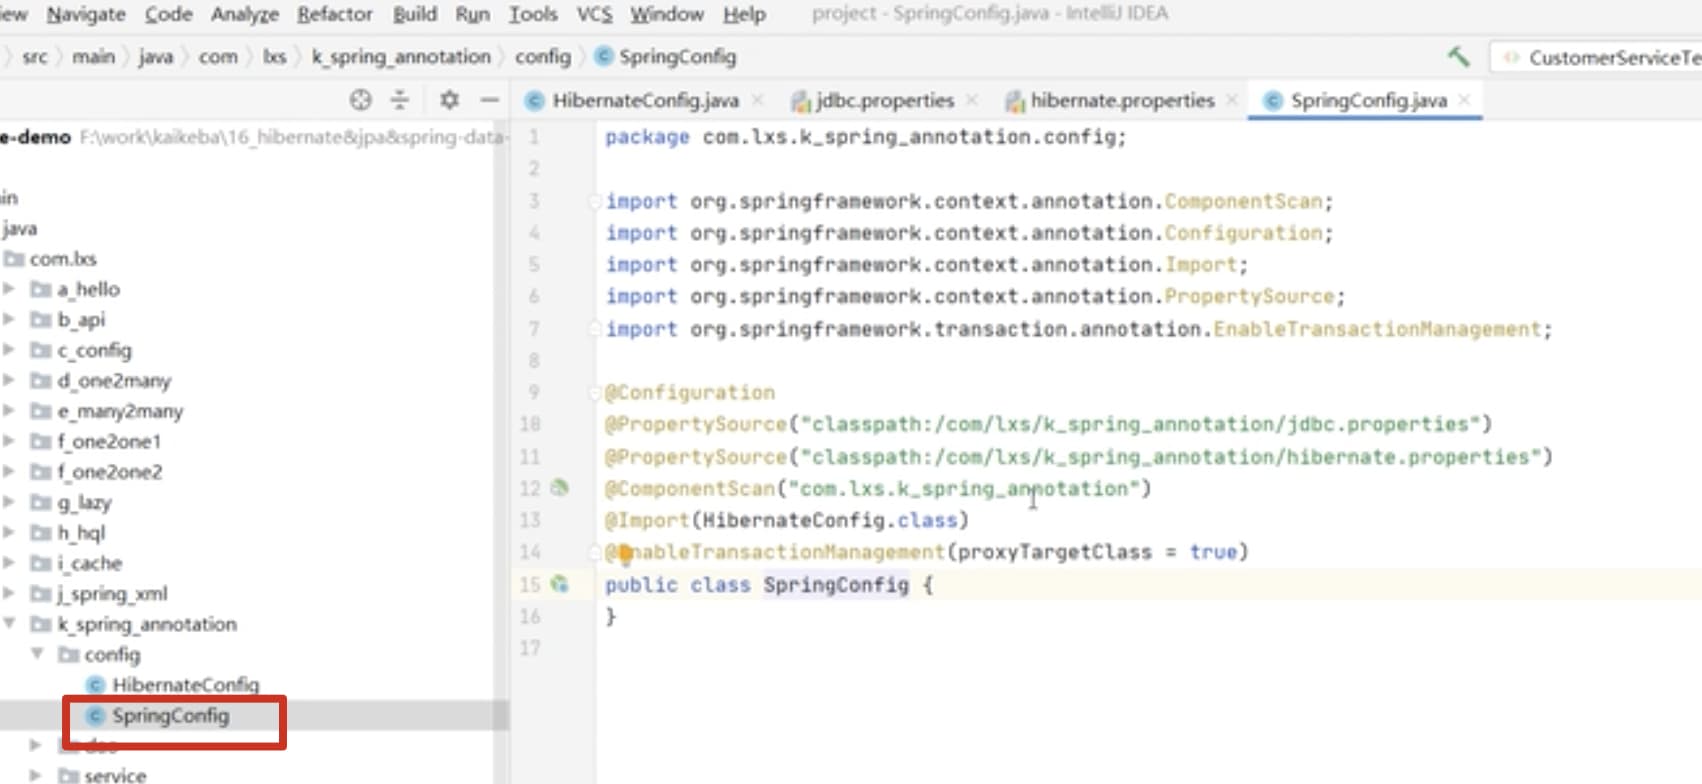 iew Navigate Code Analyze Refactor Build Run Tools VCS Window Help project - SpringConfig.java - IntelliJ IDEA
src main java com lxs k_spring_annotation config SpringConfig CustomerServiceTe
HibernateConfig.java jdbc.properties hibernate.properties SpringConfig.java
e-demo F:\work\kaikeba\16_hibernate&jpa&spring-data-
in
java
com.lxs
a_hello
b_api
c_config
d_one2many
e_many2many
f_one2one1
f_one2one2
g_lazy
h_hql
i_cache
j_spring_xml
k_spring_annotation
config
HibernateConfig
SpringConfig
service
1 package com.lxs.k_spring_annotation.config;
2
3 import org.springframework.context.annotation.ComponentScan;
4 import org.springframework.context.annotation.Configuration;
5 import org.springframework.context.annotation.Import;
6 import org.springframework.context.annotation.PropertySource;
7 import org.springframework.transaction.annotation.EnableTransactionManagement;
8
9 @Configuration
10 @PropertySource("classpath:/com/lxs/k_spring_annotation/jdbc.properties")
11 @PropertySource("classpath:/com/lxs/k_spring_annotation/hibernate.properties")
12 @ComponentScan("com.lxs.k_spring_annotation")
13 @Import(HibernateConfig.class)
14 @EnableTransactionManagement(proxyTargetClass = true)
15 public class SpringConfig {
16 }
17